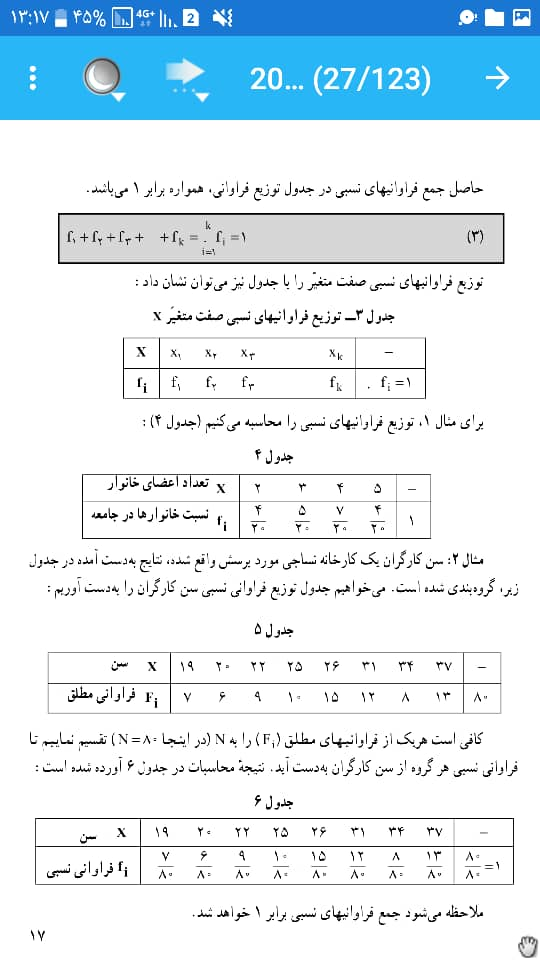 ۱۳:۱۷ ۴۵% 4G+ 2
20... (27/123)
حاصل جمع فراوانیهای نسبی در جدول توزیع فراوانی، همواره برابر ۱ می‌باشد.
f₁ + f₂ + f₃ + + fₖ = k . i=۱ fᵢ = ۱ (۳)
توزیع فراوانیهای نسبی صفت متغیّر را با جدول نیز می‌توان نشان داد :
جدول ۳ــ توزیع فراوانیهای نسبی صفت متغیّر X
X x₁ x₂ x₃ xₖ –
fᵢ f₁ f₂ f₃ fₖ . fᵢ = ۱
برای مثال ۱، توزیع فراوانیهای نسبی را محاسبه می‌کنیم (جدول ۴) :
جدول ۴
تعداد اعضای خانوار X ۲ ۳ ۴ ۵ –
نسبت خانوارها در جامعه fᵢ ۴/۲۰ ۵/۲۰ ۷/۲۰ ۴/۲۰ ۱
مثال ۲: سن کارگران یک کارخانه نساجی مورد پرسش واقع شده، نتایج به‌دست آمده در جدول
زیر، گروه‌بندی شده است. می‌خواهیم جدول توزیع فراوانی نسبی سن کارگران را به‌دست آوریم :
جدول ۵
سن X ۱۹ ۲۰ ۲۲ ۲۵ ۲۶ ۳۱ ۳۴ ۳۷ –
فراوانی مطلق Fᵢ ۷ ۶ ۹ ۱۰ ۱۵ ۱۲ ۸ ۱۳ ۸۰
کافی است هریک از فراوانیهای مطلق (Fᵢ) را به N (در اینجا N = ۸۰) تقسیم نماییم تا
فراوانی نسبی هر گروه از سن کارگران به‌دست آید. نتیجهٔ محاسبات در جدول ۶ آورده شده است :
جدول ۶
سن X ۱۹ ۲۰ ۲۲ ۲۵ ۲۶ ۳۱ ۳۴ ۳۷ –
فراوانی نسبی fᵢ ۷/۸۰ ۶/۸۰ ۹/۸۰ ۱۰/۸۰ ۱۵/۸۰ ۱۲/۸۰ ۸/۸۰ ۱۳/۸۰ ۸۰/۸۰ = ۱
ملاحظه می‌شود جمع فراوانیهای نسبی برابر ۱ خواهد شد.
۱۷